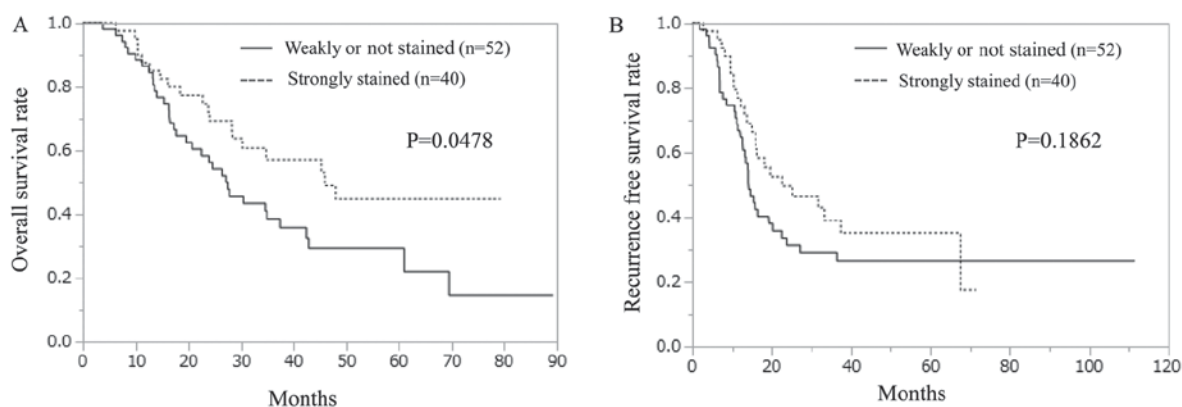 A
Overall survival rate
1.0
0.8
0.6
0.4
0.2
0.0
Weakly or not stained (n=52)
Strongly stained (n=40)
P=0.0478
0 10 20 30 40 50 60 70 80 90
Months
B
Recurrence free survival rate
1.0
0.8
0.6
0.4
0.2
0.0
Weakly or not stained (n=52)
Strongly stained (n=40)
P=0.1862
0 20 40 60 80 100 120
Months